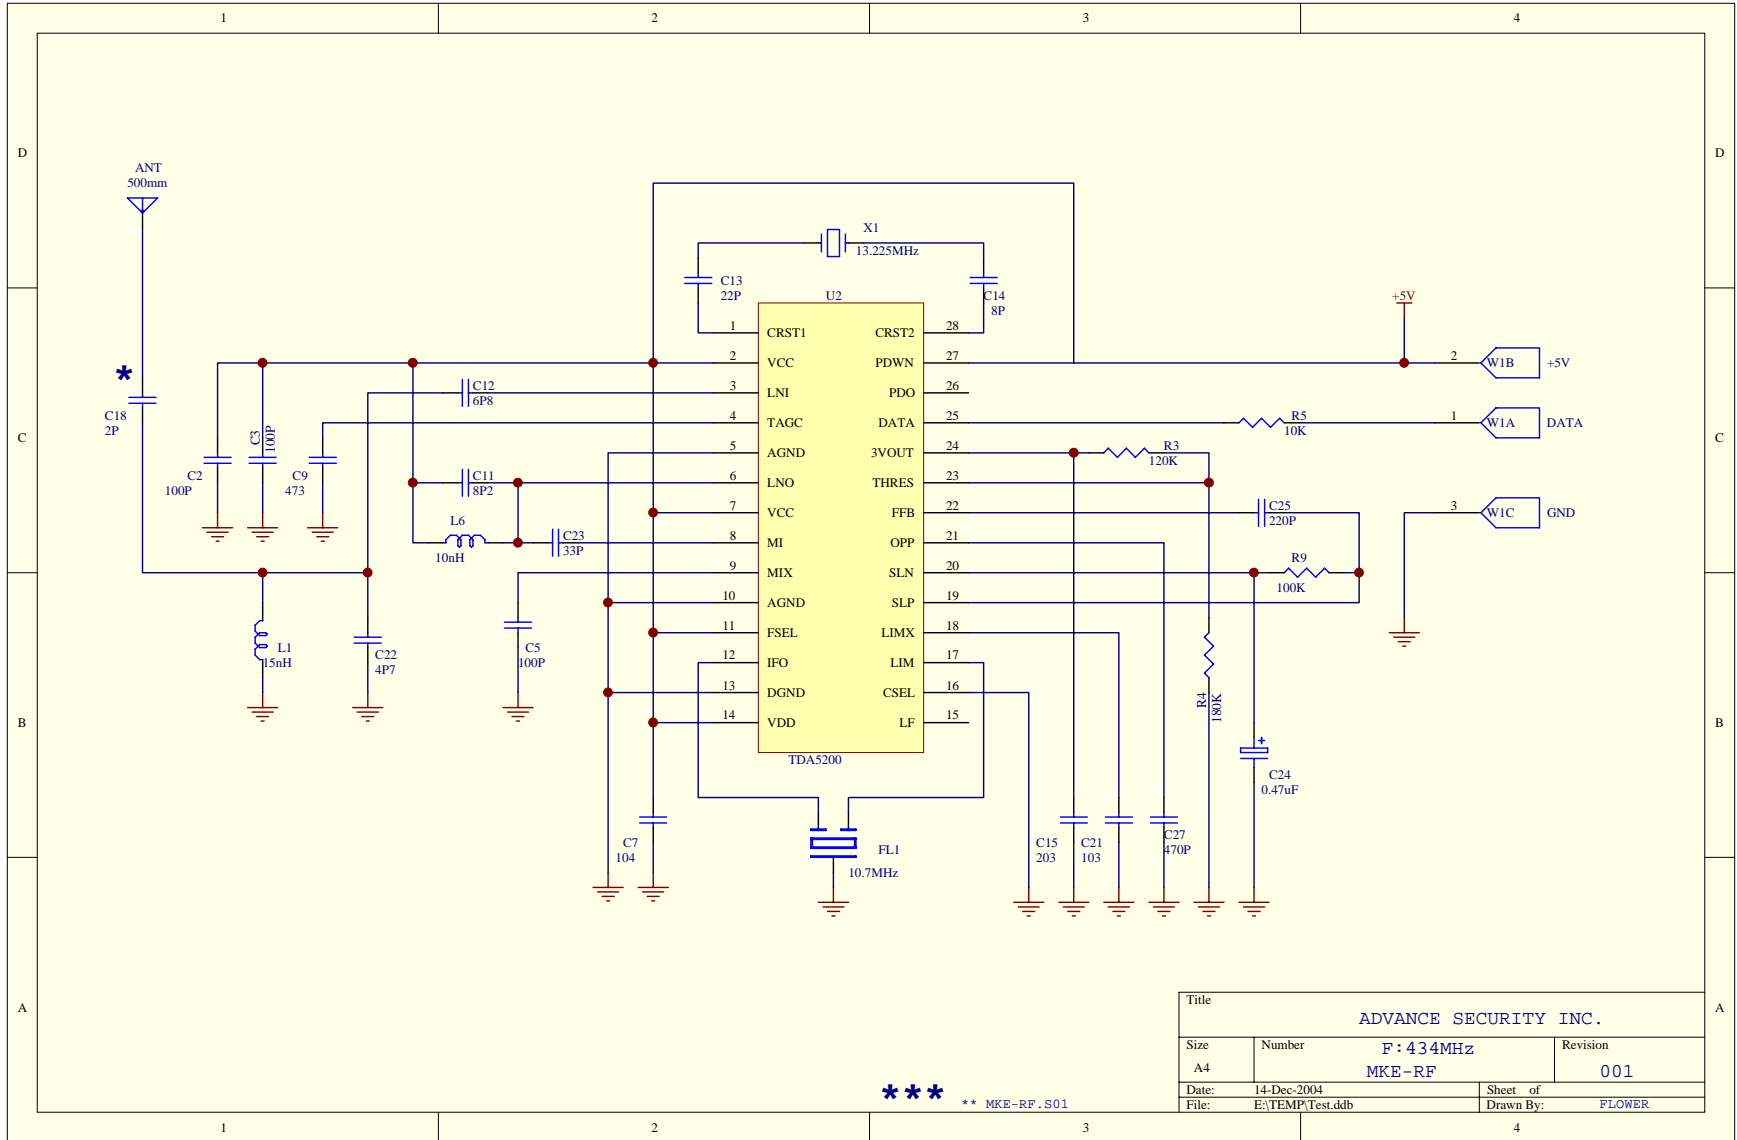 1 2 3 4
D D
ANT
500mm
X1
13.225MHz
C13
22P
C14
8P
U2
+5V
1 CRST1 CRST2 28
2 VCC PDWN 27
2 W1B +5V
*
C18
2P
C12
6P8
3 LNI PDO 26
4 TAGC DATA 25
R5
10K
1 W1A DATA
C C
C3
100P
C2
100P
C9
473
5 AGND 3VOUT 24
R3
120K
C11
8P2
6 LNO THRES 23
7 VCC FFB 22
C25
220P
3 W1C GND
L6
10nH
C23
33P
8 MI OPP 21
9 MIX SLN 20
R9
100K
10 AGND SLP 19
11 FSEL LIMX 18
L1
15nH
C22
4P7
C5
100P
12 IFO LIM 17
13 DGND CSEL 16
R4
180K
B B
14 VDD LF 15
TDA5200
+
C24
0.47uF
C7
104
FL1
10.7MHz
C15
203
C21
103
C27
470P
A A
Title
ADVANCE SECURITY INC.
Size Number F:434MHz Revision
A4 MKE-RF 001
Date: 14-Dec-2004 Sheet of
File: E:\TEMP\Test.ddb Drawn By: FLOWER
*** ** MKE-RF.S01
1 2 3 4